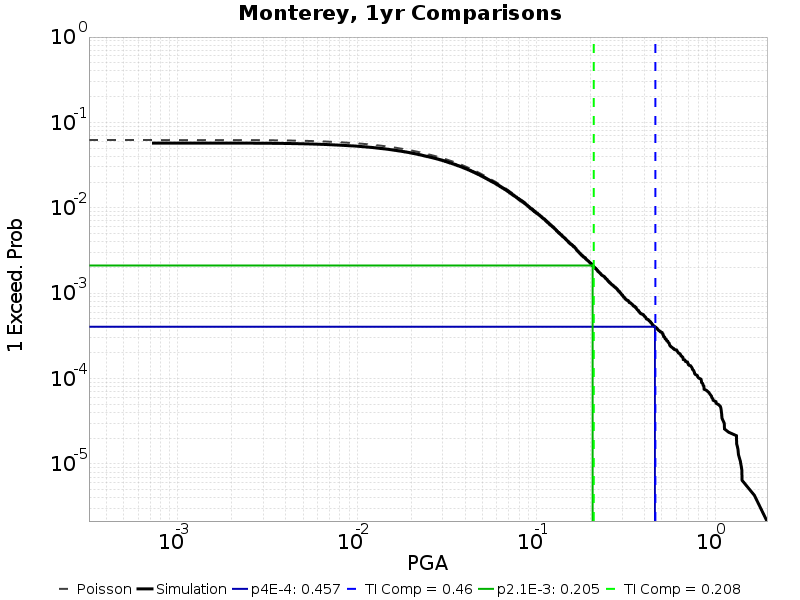 Monterey, 1yr Comparisons
1 Exceed. Prob
10^0
10^-1
10^-2
10^-3
10^-4
10^-5
10^-3 10^-2 10^-1 10^0
PGA
Poisson Simulation p4E-4: 0.457 TI Comp = 0.46 p2.1E-3: 0.205 TI Comp = 0.208